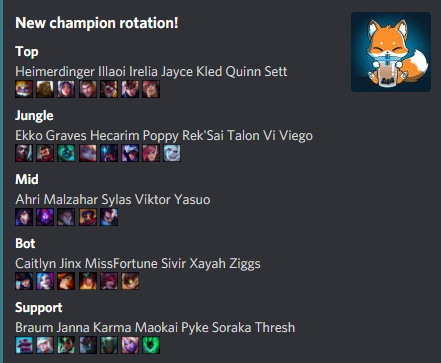 New champion rotation!
Top
Heimerdinger Illaoi Irelia Jayce Kled Quinn Sett
Jungle
Ekko Graves Hecarim Poppy Rek'Sai Talon Vi Viego
Mid
Ahri Malzahar Sylas Viktor Yasuo
Bot
Caitlyn Jinx MissFortune Sivir Xayah Ziggs
Support
Braum Janna Karma Maokai Pyke Soraka Thresh